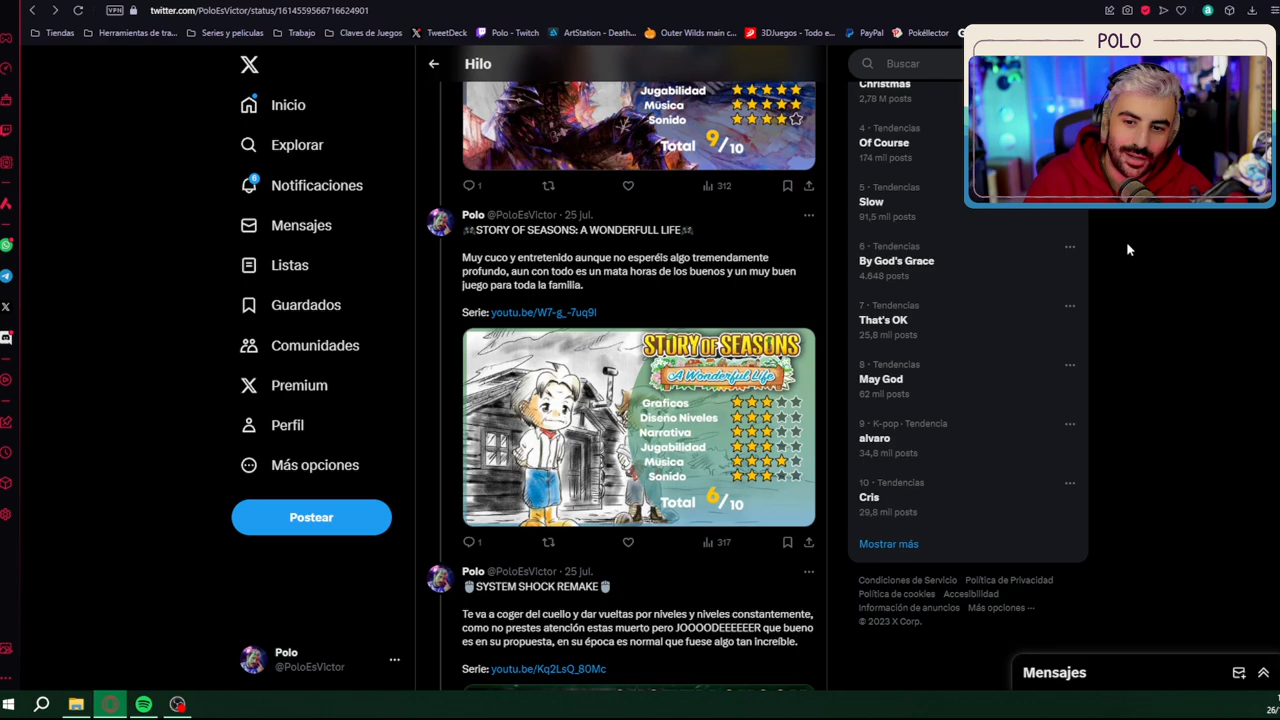 VPN
twitter.com/PoloEsVictor/status/1614559566716624901
Tiendas
Herramientas de tra...
Series y peliculas
Trabajo
Claves de Juegos
TweetDeck
Polo - Twitch
ArtStation - Death...
Outer Wilds main c...
3DJuegos - Todo e...
PayPal
Pokéllector
POLO
Inicio
Explorar
6
Notificaciones
Mensajes
Listas
Guardados
Comunidades
Premium
Perfil
Más opciones
Postear
Polo
@PoloEsVictor
Hilo
Jugabilidad
Música
Sonido
Total 9/10
1
312
Polo @PoloEsVictor · 25 jul.
STORY OF SEASONS: A WONDERFULL LIFE
Muy cuco y entretenido aunque no esperéis algo tremendamente
profundo, aun con todo es un mata horas de los buenos y un muy buen
juego para toda la familia.
Serie: youtu.be/W7-g_-7uq9I
STORY OF SEASONS
A Wonderful Life
Graficos
Diseño Niveles
Narrativa
Jugabilidad
Música
Sonido
Total 6/10
1
317
Polo @PoloEsVictor · 25 jul.
SYSTEM SHOCK REMAKE
Te va a coger del cuello y dar vueltas por niveles y niveles constantemente,
como no prestes atención estas muerto pero JOOOODEEEEEER que bueno
es en su propuesta, en su época es normal que fuese algo tan increíble.
Serie: youtu.be/Kq2LsQ_80Mc
Buscar
Christmas
2,78 M posts
4 · Tendencias
Of Course
174 mil posts
5 · Tendencias
Slow
91,5 mil posts
6 · Tendencias
By God's Grace
4.648 posts
7 · Tendencias
That's OK
25,8 mil posts
8 · Tendencias
May God
62 mil posts
9 · K-pop · Tendencia
alvaro
34,8 mil posts
10 · Tendencias
Cris
29,8 mil posts
Mostrar más
Condiciones de Servicio Política de Privacidad
Política de cookies Accesibilidad
Información de anuncios Más opciones ···
© 2023 X Corp.
Mensajes